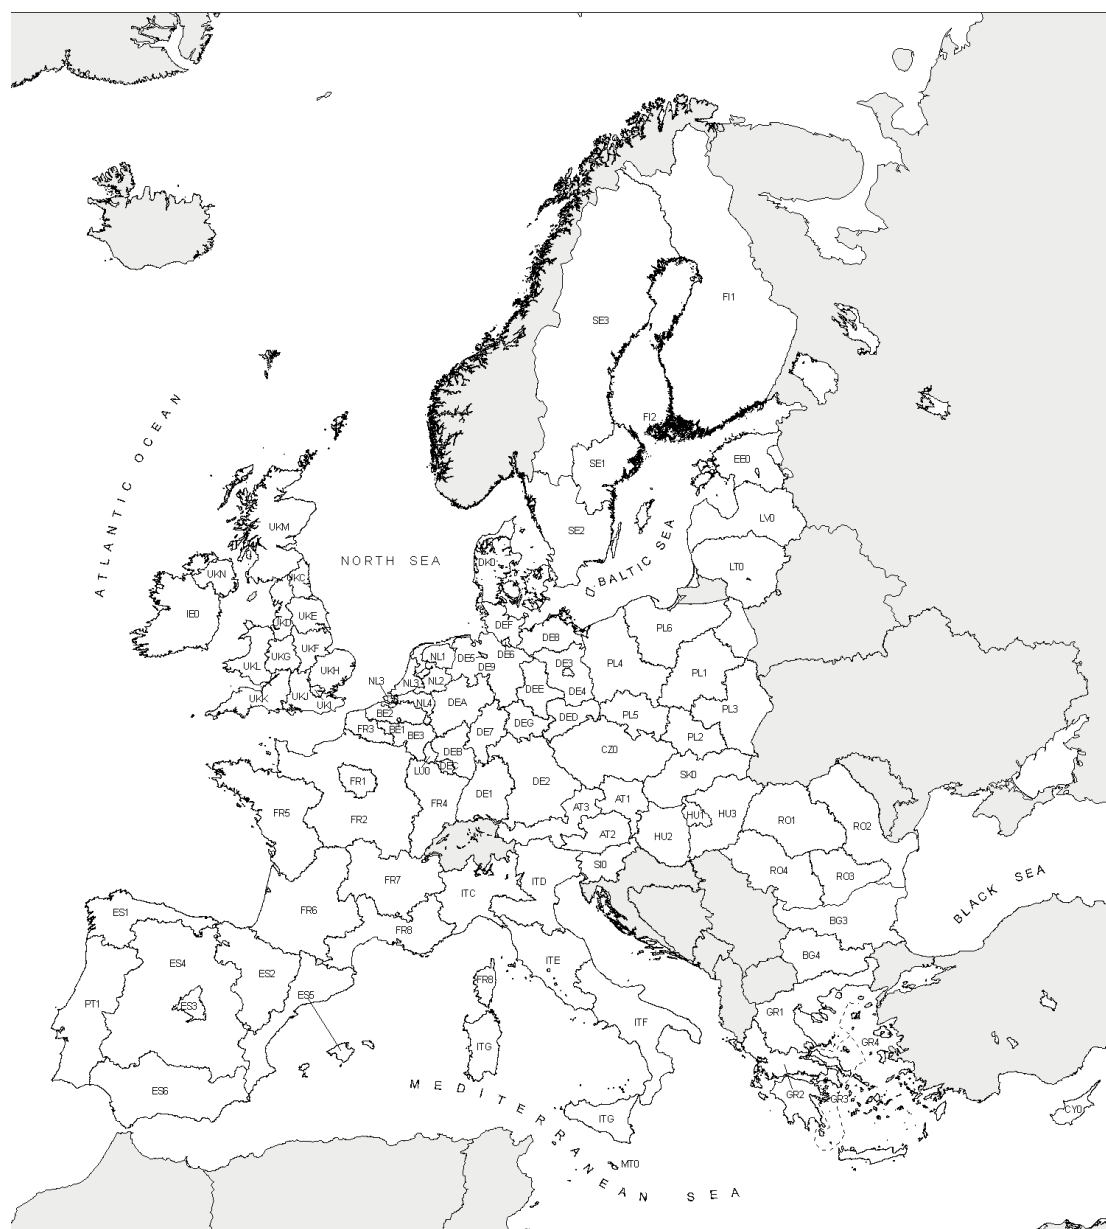 ATLANTIC OCEAN
NORTH SEA
BALTIC SEA
BLACK SEA
MEDITERRANEAN SEA
FI1
SE3
FI2
SE1
EE0
SE2
LV0
LT0
UKM
UKN
UKC
IE0
UKE
UKD
UKF
UKG
UKL
UKH
UKK
UKJ
UKI
DK0
DEF
DE8
DE6
DE5
DE9
DE3
DEE
DE4
DEA
DED
DEG
DE7
DEB
DEC
DE1
DE2
NL1
NL2
NL3
NL3
NL4
BE2
BE1
BE3
LU0
PL6
PL4
PL1
PL3
PL5
PL2
CZ0
SK0
AT1
AT3
AT2
HU1
HU3
HU2
SI0
RO1
RO2
RO4
RO3
BG3
BG4
FR3
FR1
FR4
FR5
FR2
FR7
FR6
FR8
FR8
ES1
ES4
ES2
ES3
ES5
ES6
PT1
ITC
ITD
ITE
ITF
ITG
ITG
MT0
GR1
GR4
GR2
GR3
CY0